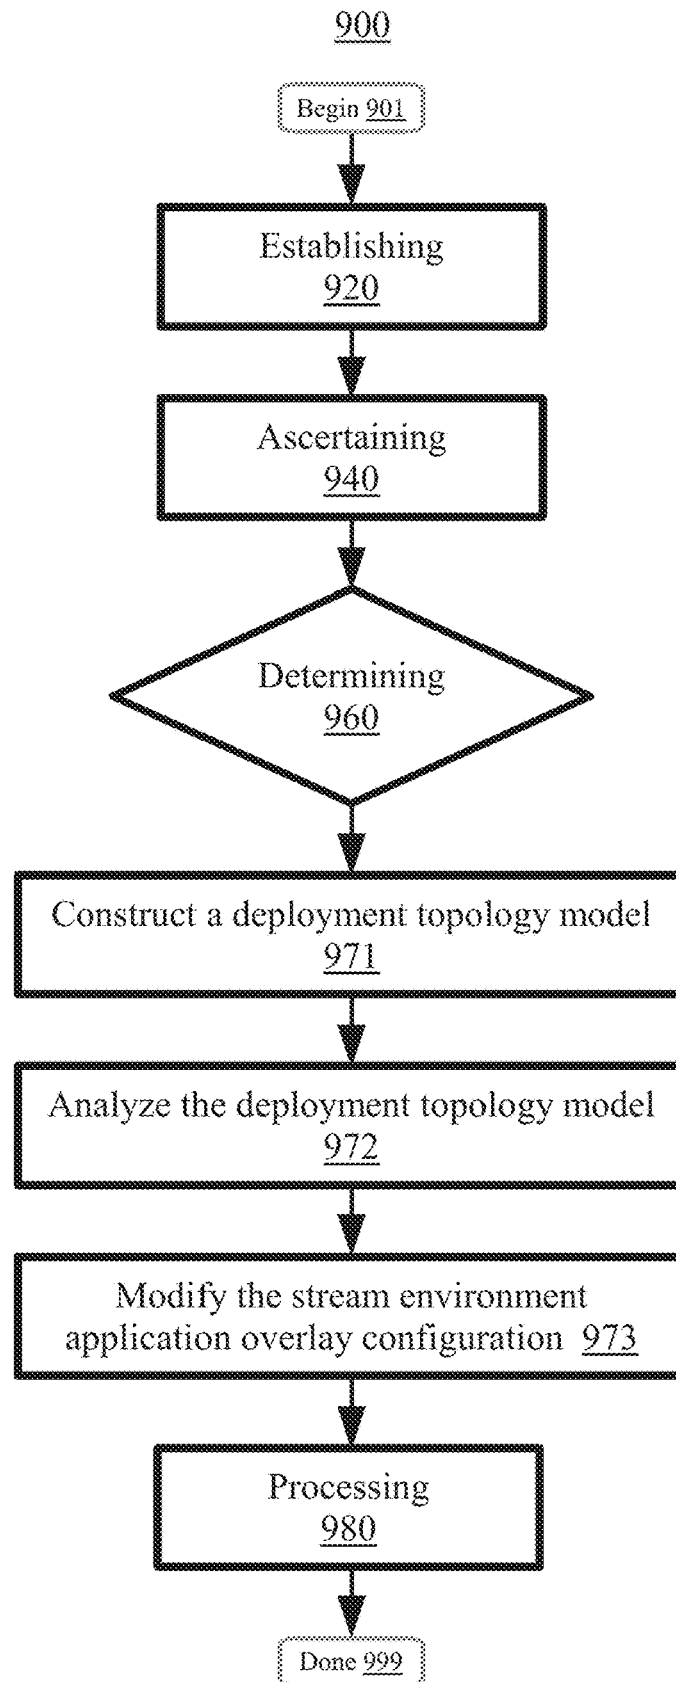 900
Begin 901
Establishing
920
Ascertaining
940
Determining
960
Construct a deployment topology model
971
Analyze the deployment topology model
972
Modify the stream environment
application overlay configuration 973
Processing
980
Done 999